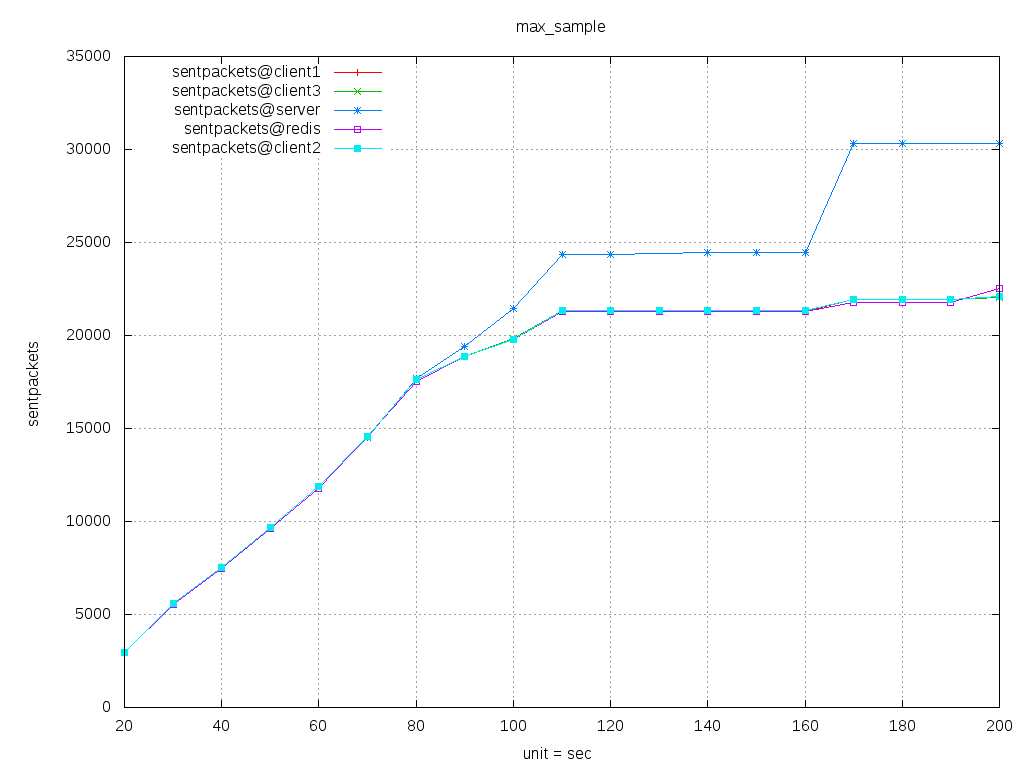 max_sample
35000
30000
25000
20000
15000
10000
5000
0
sentpackets
sentpackets@client1
sentpackets@client3
sentpackets@server
sentpackets@redis
sentpackets@client2
20 40 60 80 100 120 140 160 180 200
unit = sec